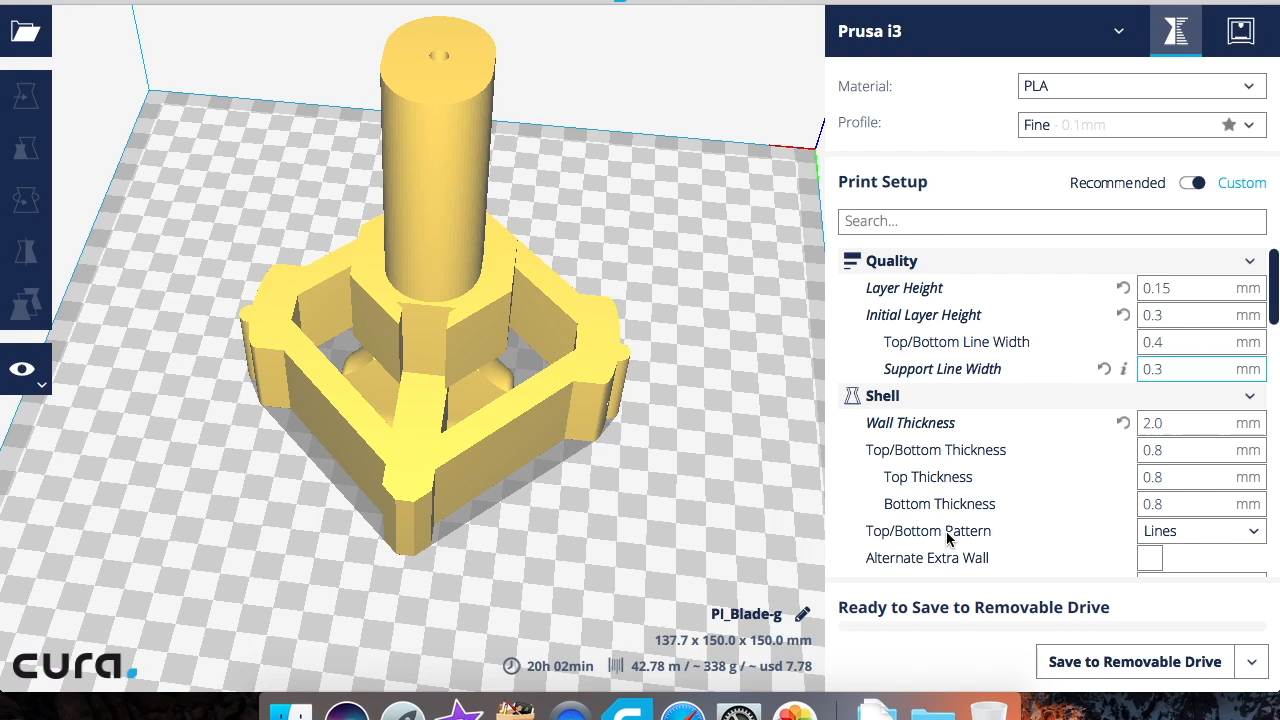 Prusa i3
Material:
PLA
Profile:
Fine - 0.1mm
Print Setup
Recommended
Custom
Search...
Quality
Layer Height
0.15 mm
Initial Layer Height
0.3 mm
Top/Bottom Line Width
0.4 mm
Support Line Width
i
0.3 mm
Shell
Wall Thickness
2.0 mm
Top/Bottom Thickness
0.8 mm
Top Thickness
0.8 mm
Bottom Thickness
0.8 mm
Top/Bottom Pattern
Lines
Alternate Extra Wall
PI_Blade-g
137.7 x 150.0 x 150.0 mm
20h 02min
42.78 m / ~ 338 g / ~ usd 7.78
cura.
Ready to Save to Removable Drive
Save to Removable Drive